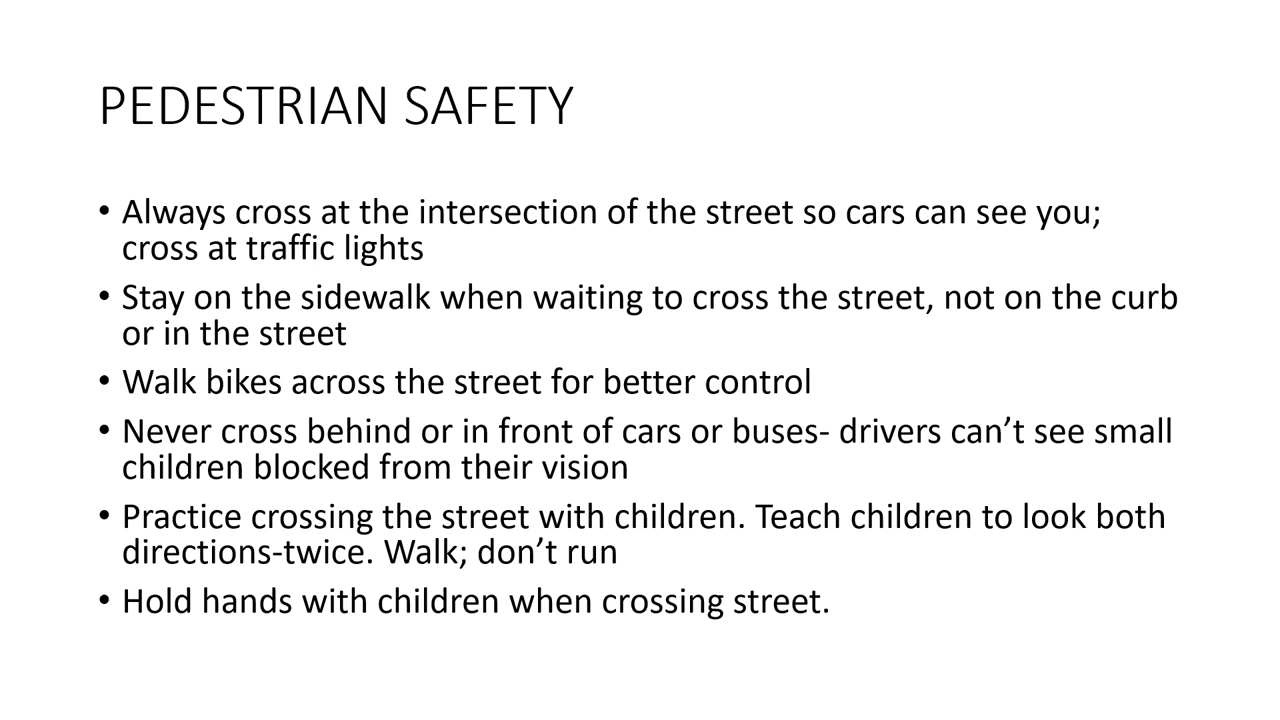 PEDESTRIAN SAFETY
• Always cross at the intersection of the street so cars can see you;
cross at traffic lights
• Stay on the sidewalk when waiting to cross the street, not on the curb
or in the street
• Walk bikes across the street for better control
• Never cross behind or in front of cars or buses- drivers can’t see small
children blocked from their vision
• Practice crossing the street with children. Teach children to look both
directions-twice. Walk; don’t run
• Hold hands with children when crossing street.